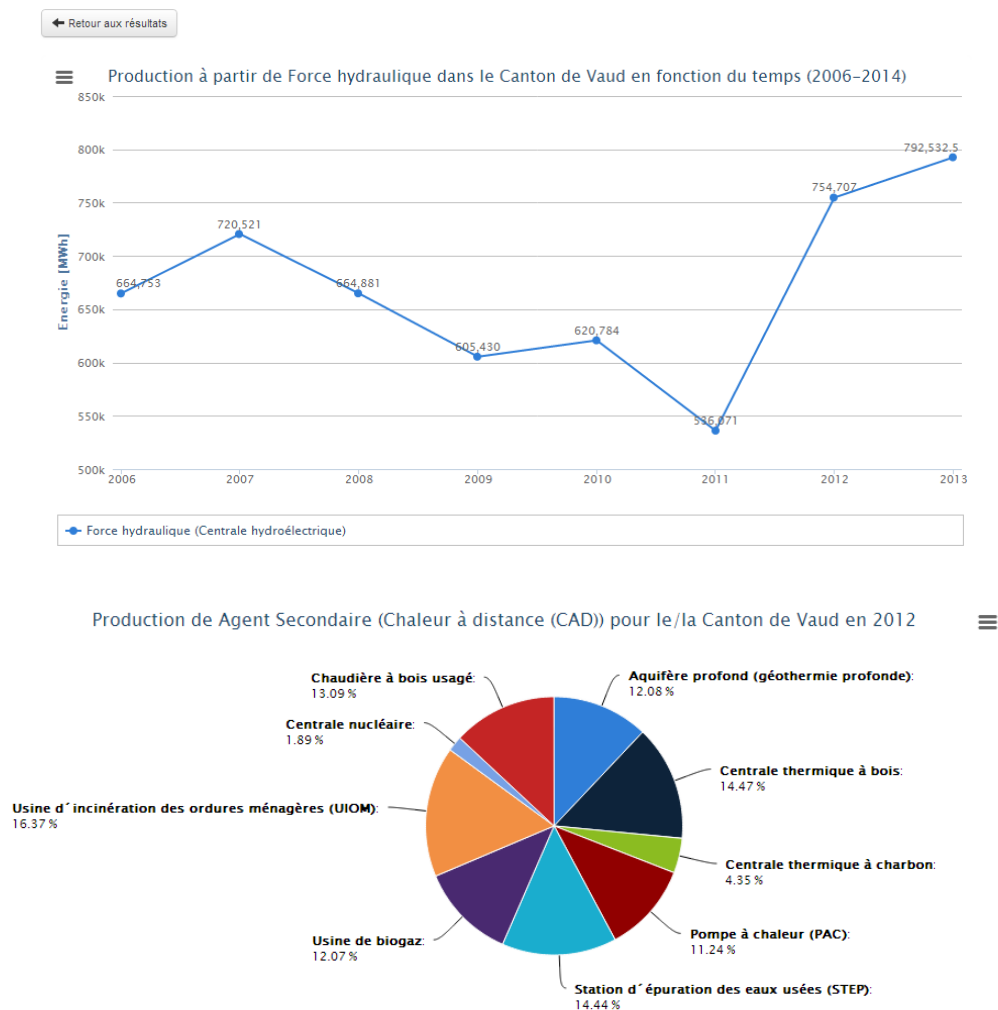 Retour aux résultats
Production à partir de Force hydraulique dans le Canton de Vaud en fonction du temps (2006-2014)
850k
800k
750k
700k
650k
600k
550k
500k
Energie [MWh]
664,753
720,521
664,881
605,430
620,784
536,071
754,707
792,532.5
2006 2007 2008 2009 2010 2011 2012 2013
Force hydraulique (Centrale hydroélectrique)
Production de Agent Secondaire (Chaleur à distance (CAD)) pour le/la Canton de Vaud en 2012
Aquifère profond (géothermie profonde):
12.08 %
Centrale thermique à bois:
14.47 %
Centrale thermique à charbon:
4.35 %
Pompe à chaleur (PAC):
11.24 %
Station d´épuration des eaux usées (STEP):
14.44 %
Usine de biogaz:
12.07 %
Usine d´incinération des ordures ménagères (UIOM):
16.37 %
Centrale nucléaire:
1.89 %
Chaudière à bois usagé:
13.09 %